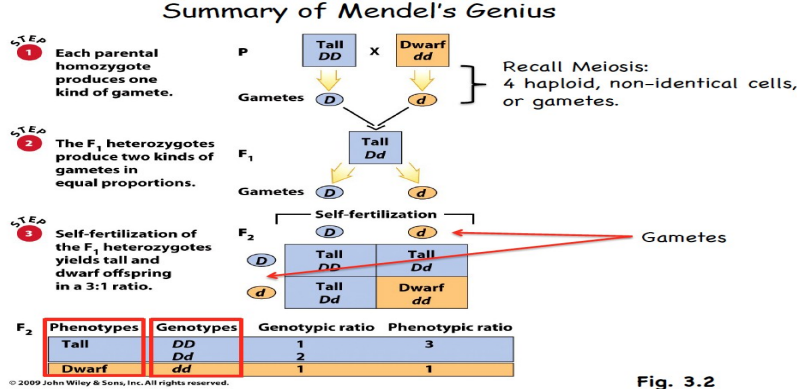 Summary of Mendel's Genius
STEP
1
Each parental
homozygote
produces one
kind of gamete.
P
Tall
DD
x
Dwarf
dd
Gametes
D
d
Recall Meiosis:
4 haploid, non-identical cells,
or gametes.
STEP
2
The F1 heterozygotes
produce two kinds of
gametes in
equal proportions.
F1
Tall
Dd
Gametes
D
d
STEP
3
Self-fertilization of
the F1 heterozygotes
yields tall and
dwarf offspring
in a 3:1 ratio.
Self-fertilization
F2
D
d
Gametes
D
Tall
DD
Tall
Dd
d
Tall
Dd
Dwarf
dd
F2 Phenotypes Genotypes Genotypic ratio Phenotypic ratio
Tall DD 1 3
Dd 2
Dwarf dd 1 1
© 2009 John Wiley & Sons, Inc. All rights reserved.
Fig. 3.2